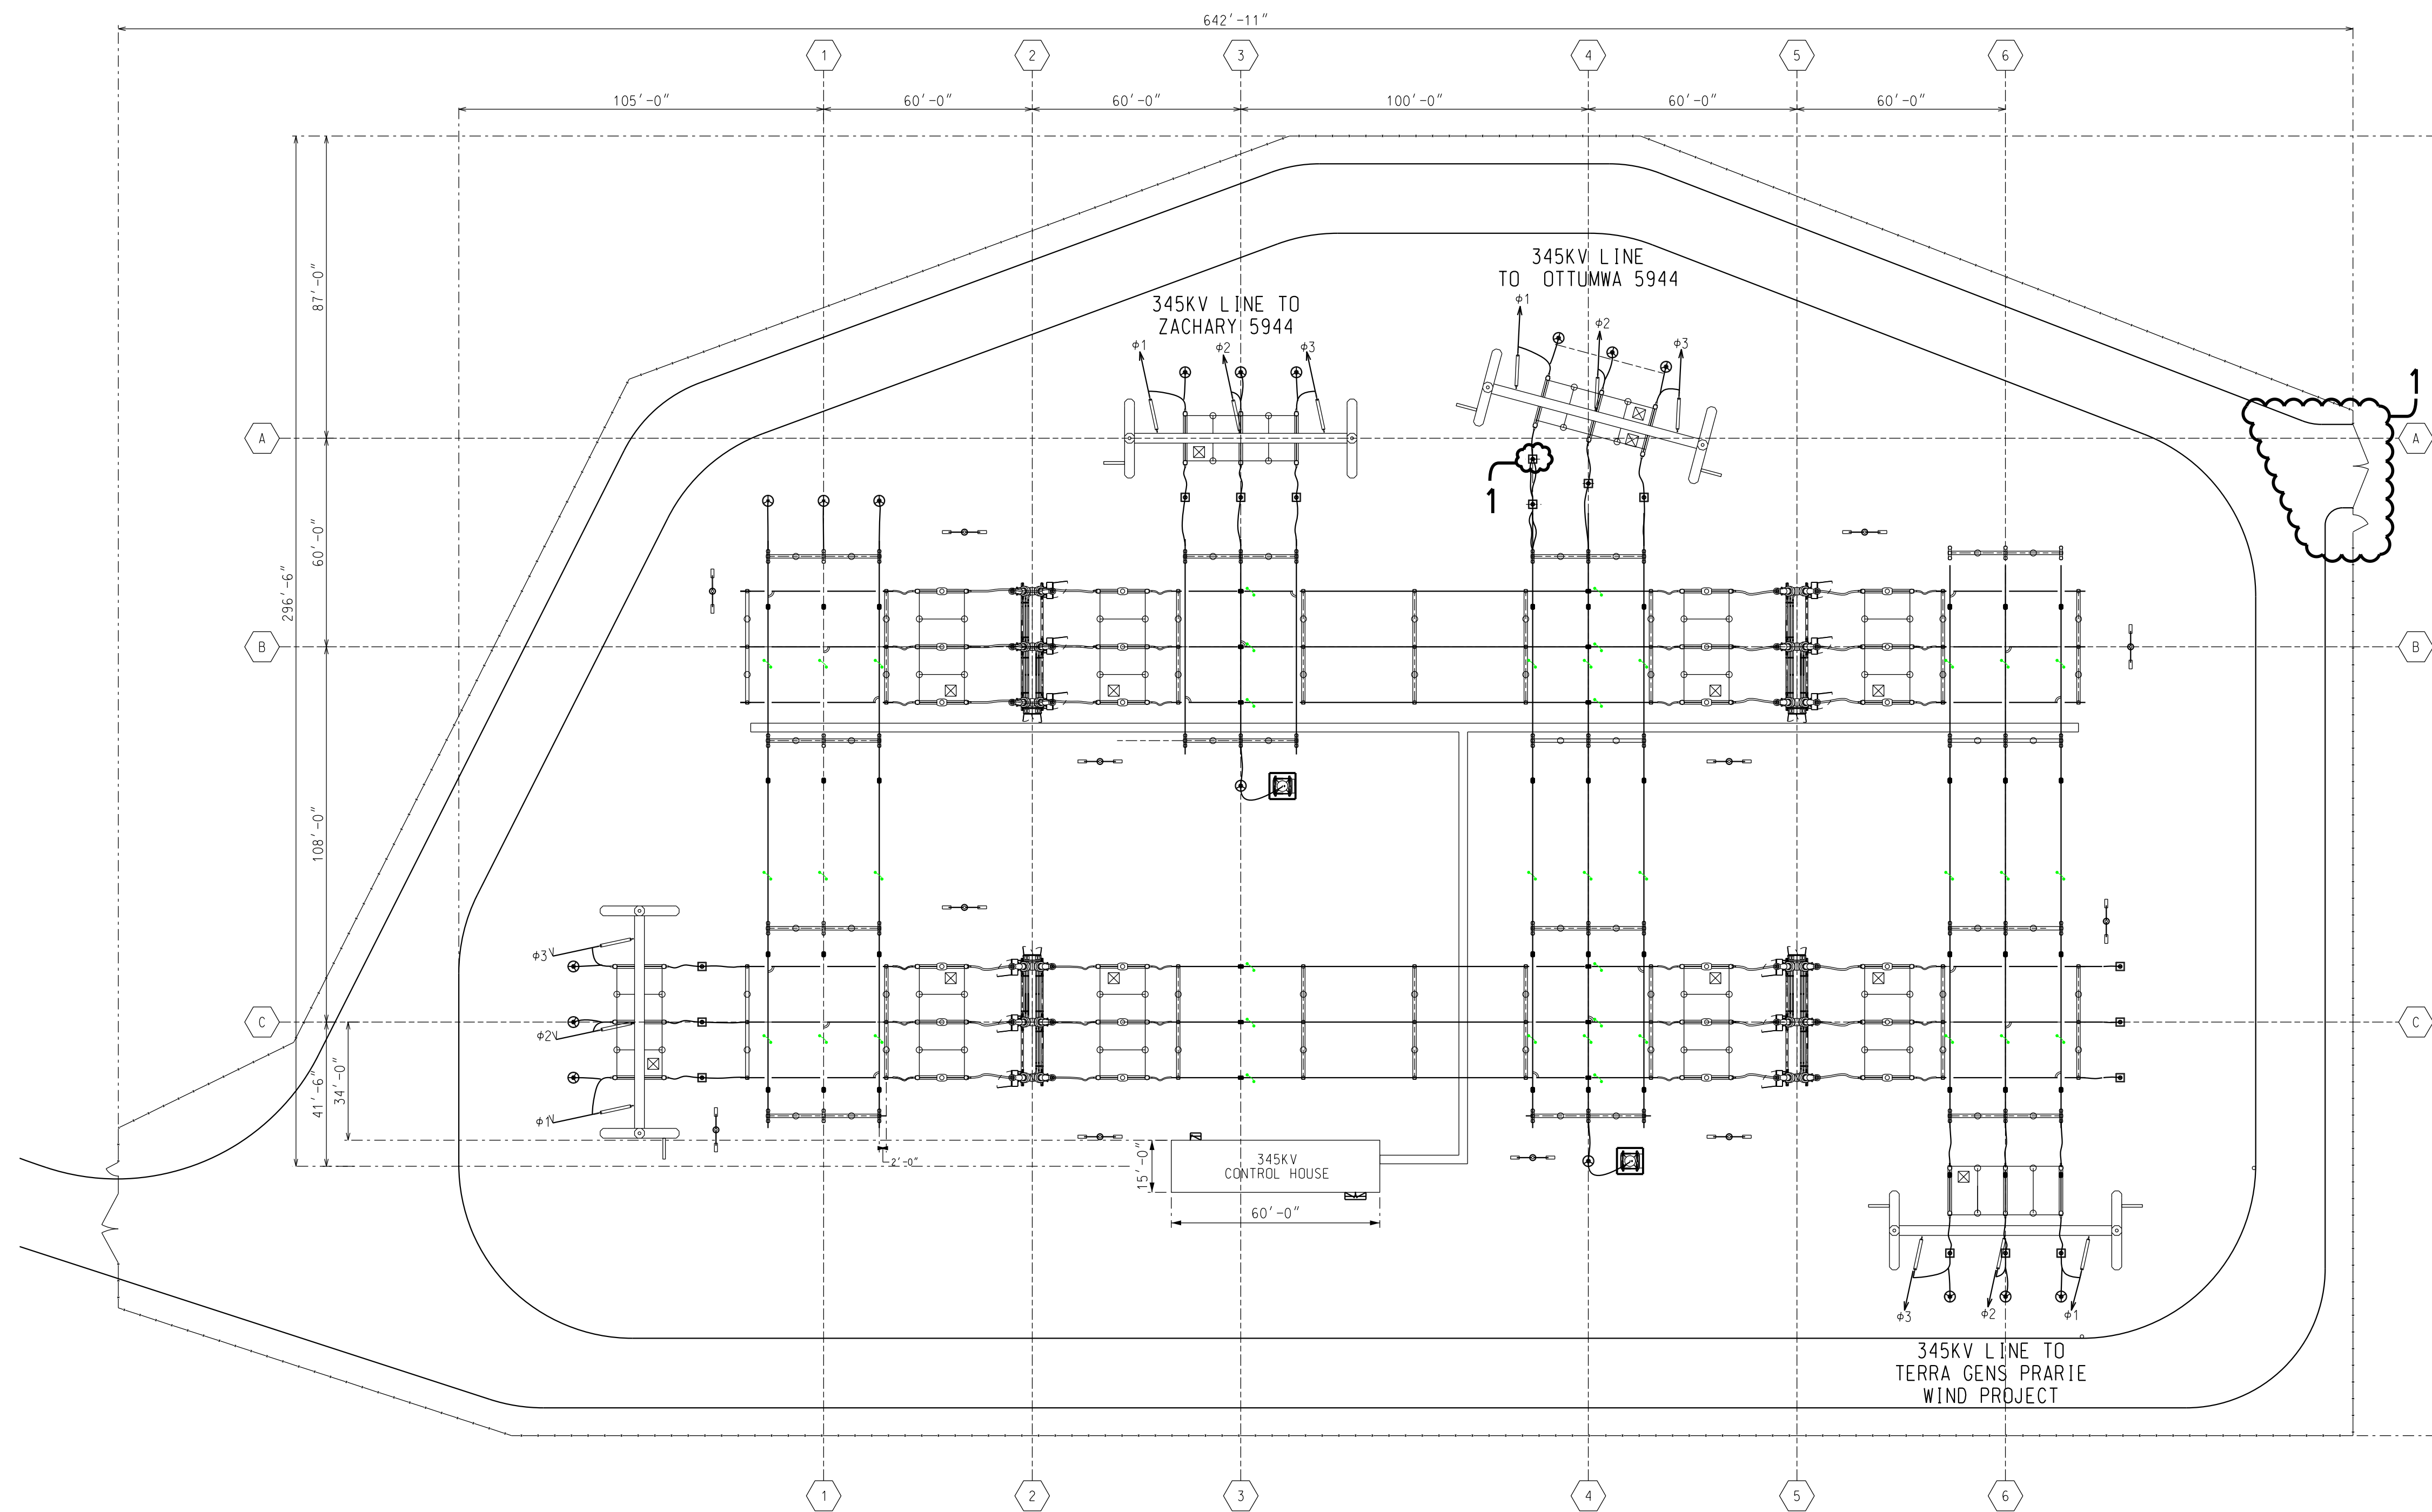 642'-11"
1
2
3
4
5
6
105'-0"
60'-0"
60'-0"
100'-0"
60'-0"
60'-0"
87'-0"
345KV LINE
TO OTTUMWA 5944
345KV LINE TO
ZACHARY 5944
φ1
φ2
φ3
φ1
φ2
φ3
1
A
A
1
60'-0"
296'-6"
B
B
108'-0"
φ3
φ2
φ1
C
C
41'-6"
34'-0"
2'-0"
15'-0"
345KV
CONTROL HOUSE
60'-0"
φ3
φ2
φ1
345KV LINE TO
TERRA GENS PRARIE
WIND PROJECT
1
2
3
4
5
6